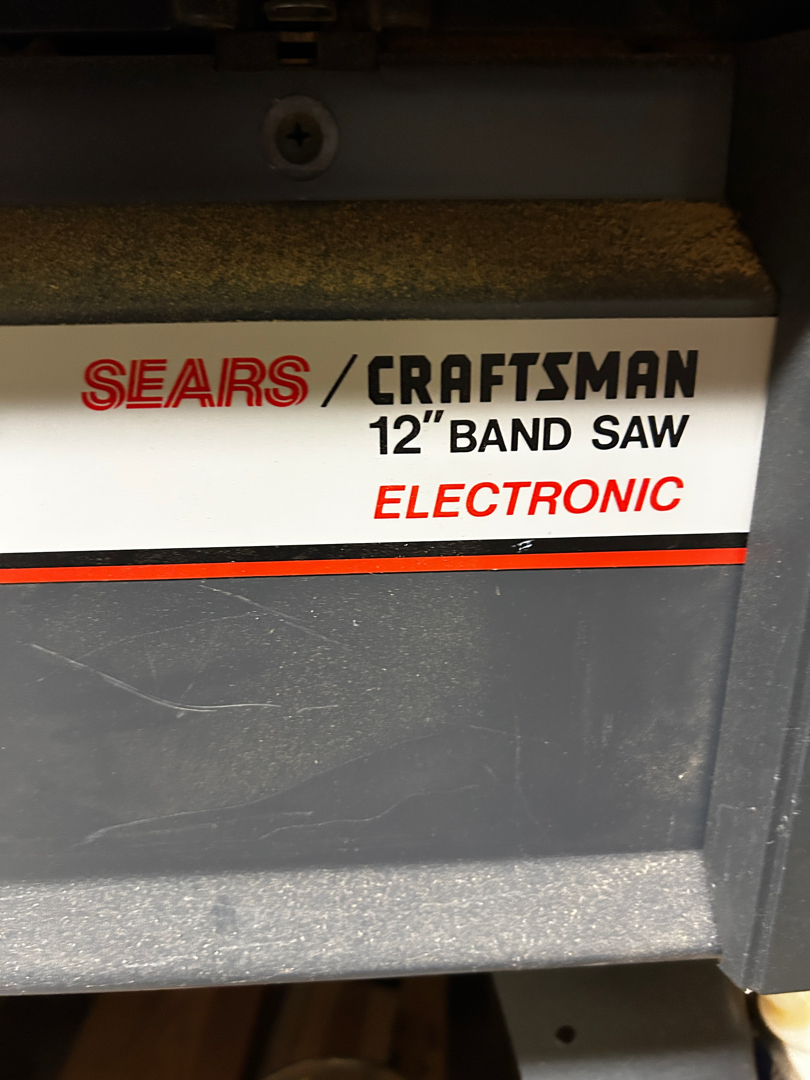 SEARS / CRAFTSMAN
12" BAND SAW
ELECTRONIC